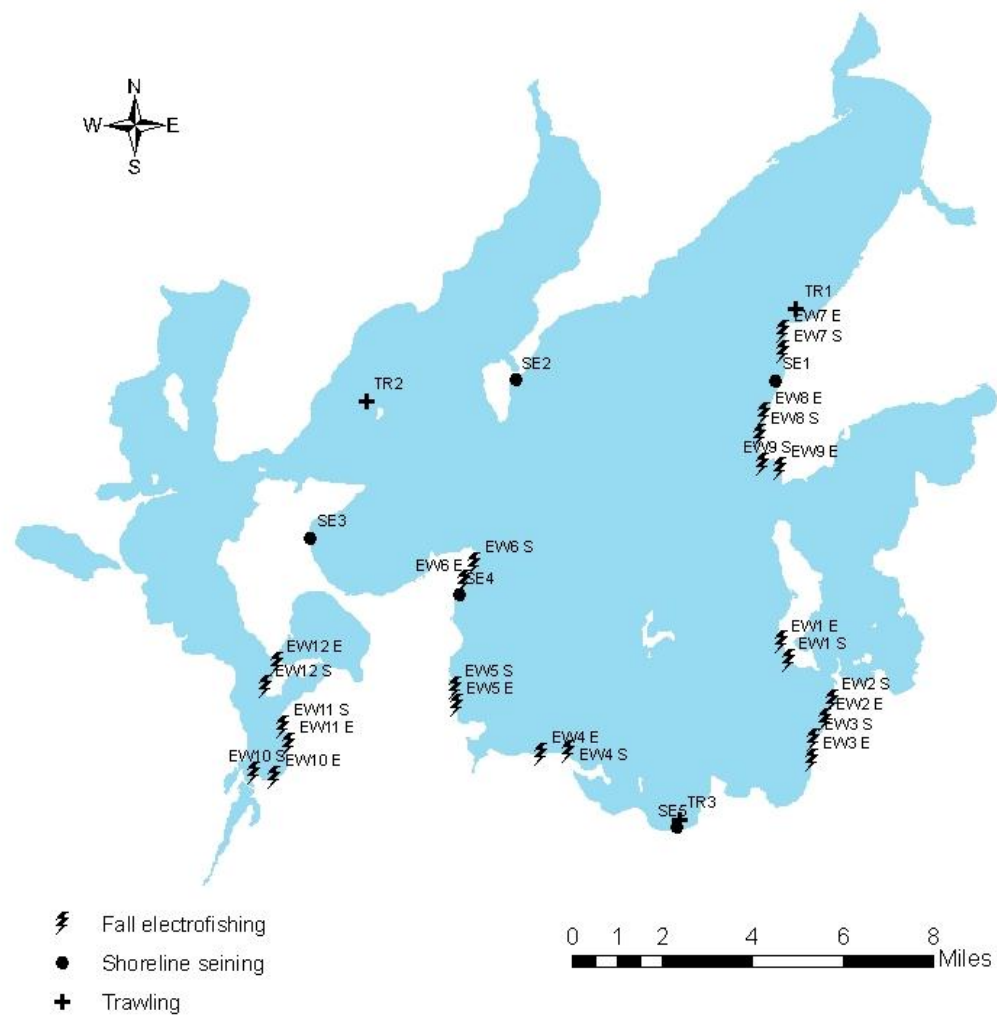 N
W E
S
TR1
EW7 E
EW7 S
SE2
SE1
TR2
EW8 E
EW8 S
EW9 S
EW9 E
SE3
EW6 S
EW6 E
SE4
EW1 E
EW12 E
EW1 S
EW12 S
EW5 S
EW2 S
EW5 E
EW2 E
EW11 S
EW3 S
EW11 E
EW4 E
EW3 E
EW10 S
EW10 E
EW4 S
TR3
SE5
Fall electrofishing
Shoreline seining
Trawling
0 1 2 4 6 8
Miles